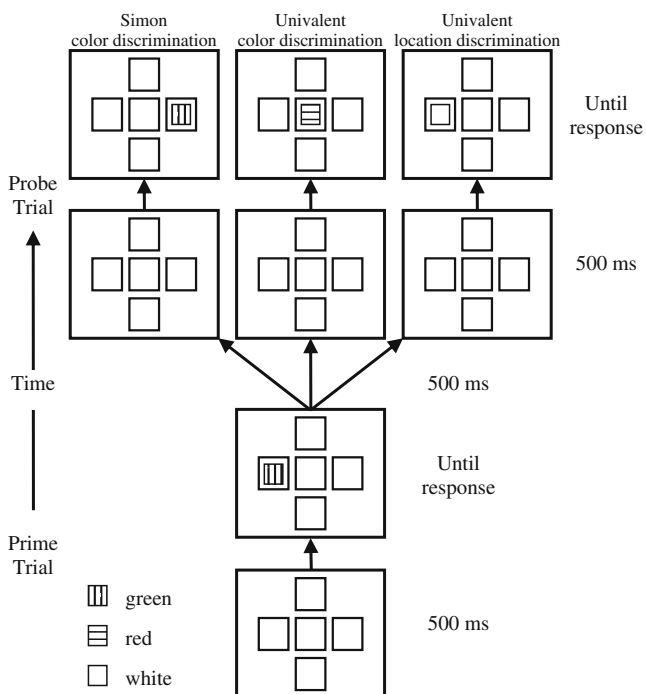 Simon
color discrimination
Univalent
color discrimination
Univalent
location discrimination
Until
response
Probe
Trial
500 ms
Time
500 ms
Until
response
Prime
Trial
green
red
white
500 ms